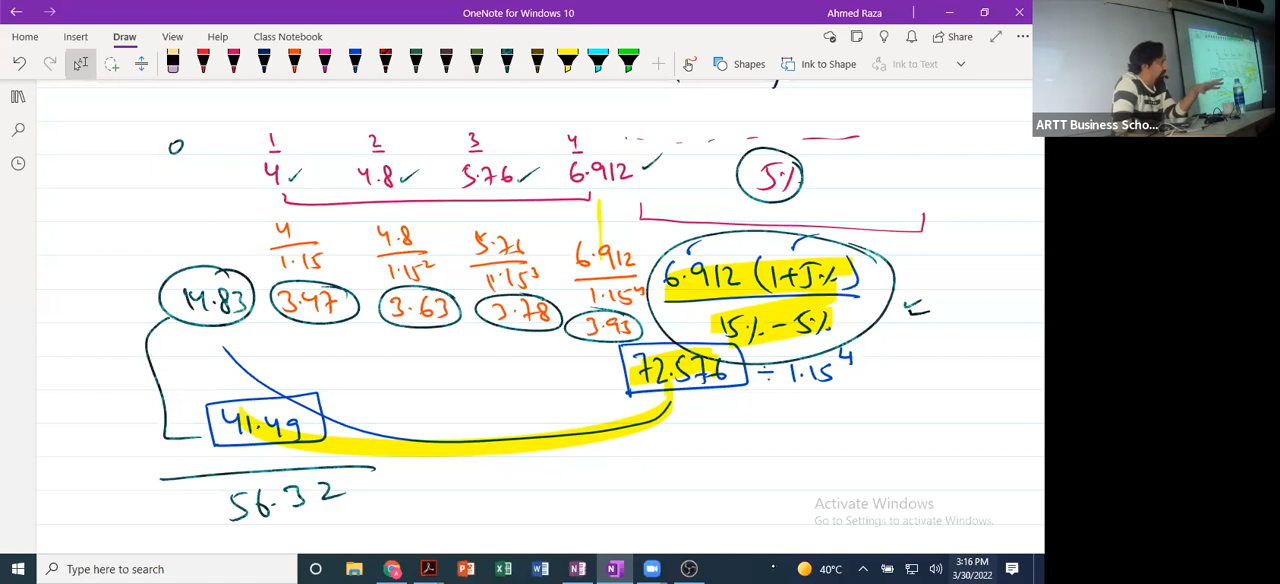 OneNote for Windows 10
Ahmed Raza
Home Insert Draw View Help Class Notebook
Share
Shapes Ink to Shape Ink to Text
ARTT Business Scho...
0 1 2 3 4
4 ✓ 4.8 ✓ 5.76 ✓ 6.912 ✓ 5%
4 4.8 5.76 6.912 6.912 (1+5%)
1.15 1.15² 1.15³ 1.15⁴ 15% - 5% ✓
14.83 3.47 3.63 3.78 3.93
72.576 ÷ 1.15⁴
41.49
56.32
Activate Windows
Go to Settings to activate Windows.
Type here to search
40°C
3:16 PM
3/30/2022